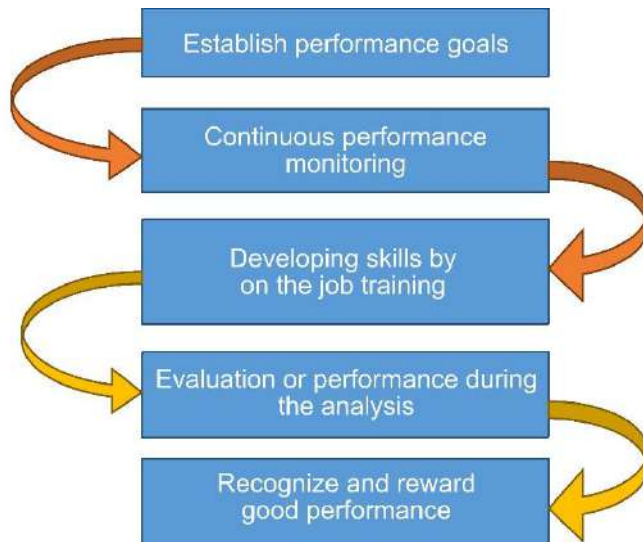 Establish performance goals
Continuous performance
monitoring
Developing skills by
on the job training
Evaluation or performance during
the analysis
Recognize and reward
good performance